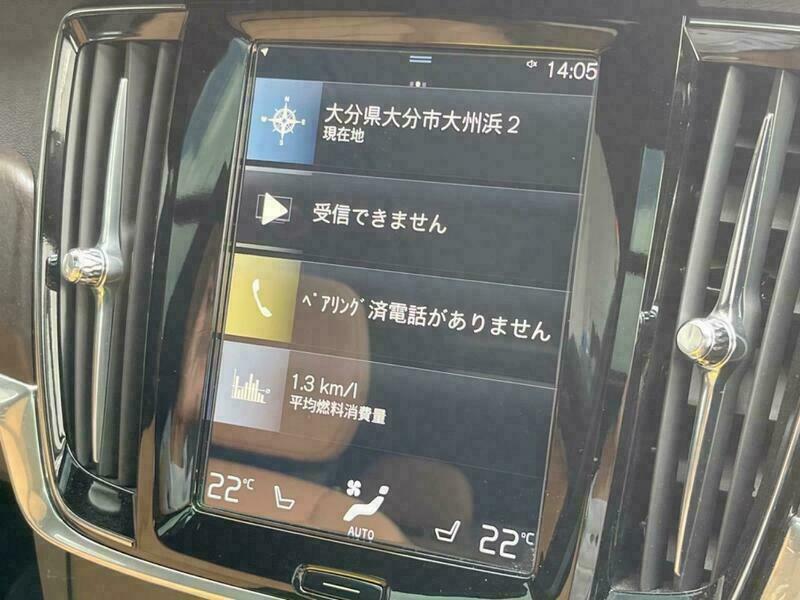 14:05
N
大分県大分市大州浜２
現在地
受信できません
ﾍﾟｱﾘﾝｸﾞ済電話がありません
1.3 km/l
平均燃料消費量
22°C
AUTO
22°C